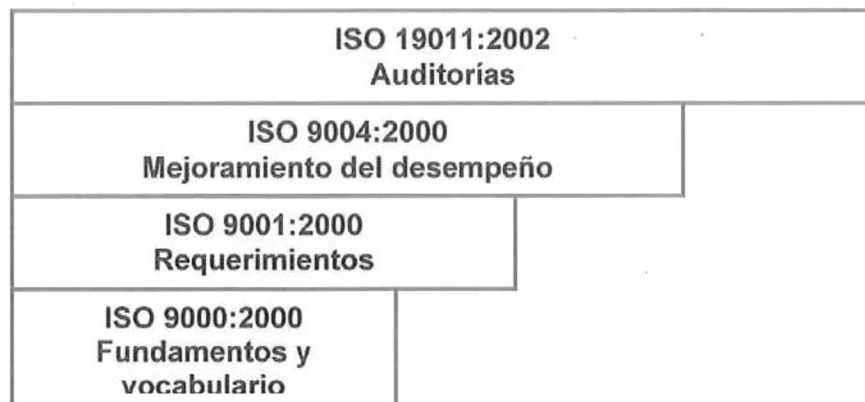 ISO 19011:2002
Auditorías
ISO 9004:2000
Mejoramiento del desempeño
ISO 9001:2000
Requerimientos
ISO 9000:2000
Fundamentos y
vocabulario